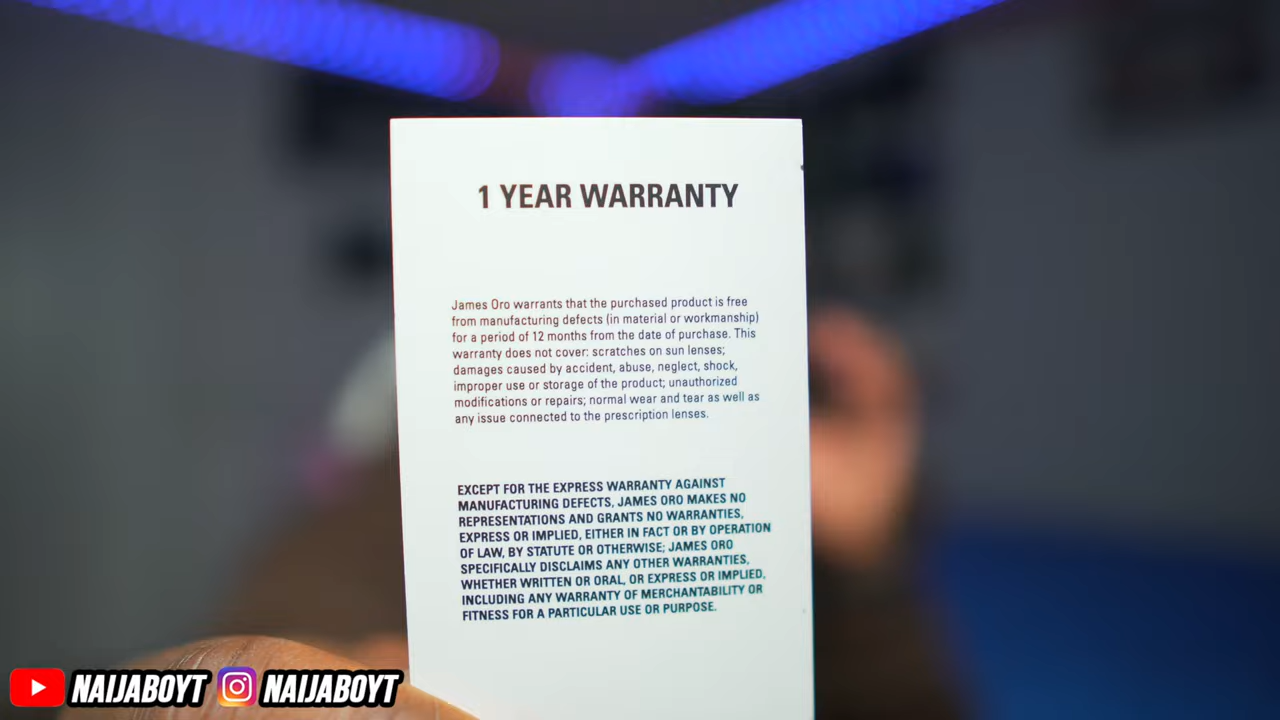 1 YEAR WARRANTY
James Oro warrants that the purchased product is free
from manufacturing defects (in material or workmanship)
for a period of 12 months from the date of purchase. This
warranty does not cover: scratches on sun lenses;
damages caused by accident, abuse, neglect, shock,
improper use or storage of the product; unauthorized
modifications or repairs; normal wear and tear as well as
any issue connected to the prescription lenses.
EXCEPT FOR THE EXPRESS WARRANTY AGAINST
MANUFACTURING DEFECTS, JAMES ORO MAKES NO
REPRESENTATIONS AND GRANTS NO WARRANTIES,
EXPRESS OR IMPLIED, EITHER IN FACT OR BY OPERATION
OF LAW, BY STATUTE OR OTHERWISE; JAMES ORO
SPECIFICALLY DISCLAIMS ANY OTHER WARRANTIES,
WHETHER WRITTEN OR ORAL, OR EXPRESS OR IMPLIED,
INCLUDING ANY WARRANTY OF MERCHANTABILITY OR
FITNESS FOR A PARTICULAR USE OR PURPOSE.
NAIJABOYT NAIJABOYT